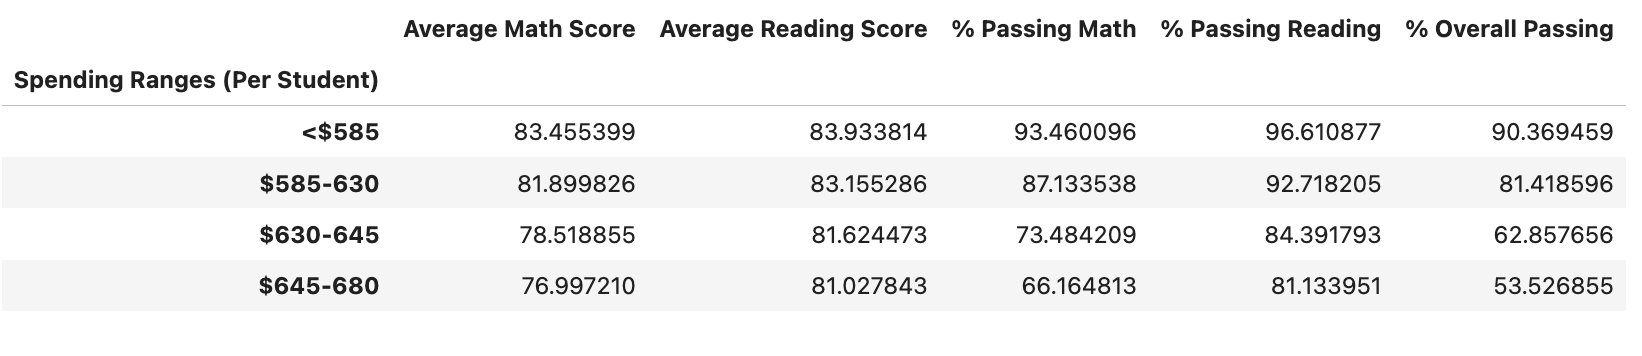 Average Math Score Average Reading Score % Passing Math % Passing Reading % Overall Passing
Spending Ranges (Per Student)
<$585 83.455399 83.933814 93.460096 96.610877 90.369459
$585-630 81.899826 83.155286 87.133538 92.718205 81.418596
$630-645 78.518855 81.624473 73.484209 84.391793 62.857656
$645-680 76.997210 81.027843 66.164813 81.133951 53.526855